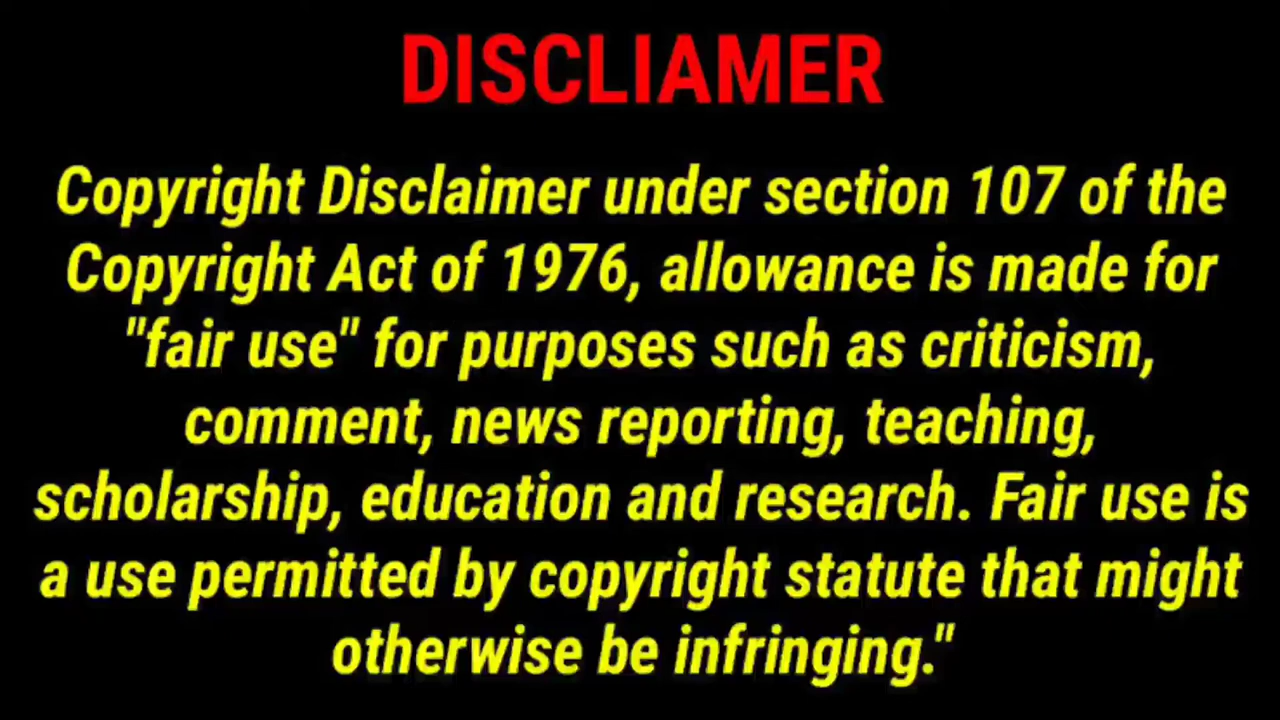 DISCLIAMER
Copyright Disclaimer under section 107 of the
Copyright Act of 1976, allowance is made for
"fair use" for purposes such as criticism,
comment, news reporting, teaching,
scholarship, education and research. Fair use is
a use permitted by copyright statute that might
otherwise be infringing."